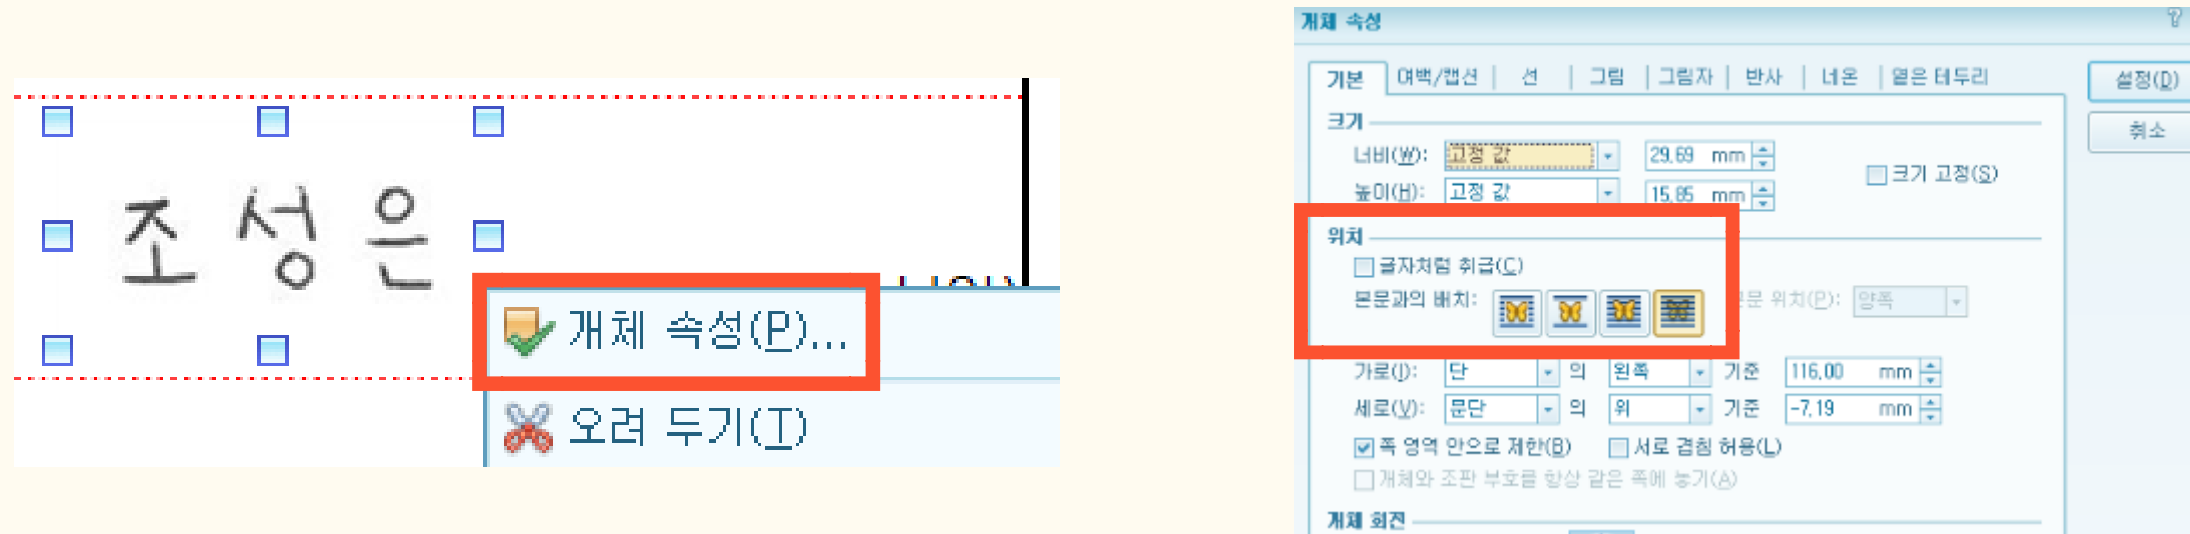 조성은
개체 속성(P)...
오려 두기(T)
개체 속성
기본 여백/캡션 선 그림 그림자 반사 네온 옅은 테두리
설정(D)
취소
크기
너비(W): 고정 값 29.69 mm
크기 고정(S)
높이(H): 고정 값 15.85 mm
위치
글자처럼 취급(C)
본문과의 배치: 위치(P): 양쪽
가로(J): 단 의 왼쪽 기준 116.00 mm
세로(V): 문단 의 위 기준 -7.19 mm
쪽 영역 안으로 제한(B) 서로 겹침 허용(L)
개체와 조판 부호를 항상 같은 쪽에 놓기(A)
개체 회전